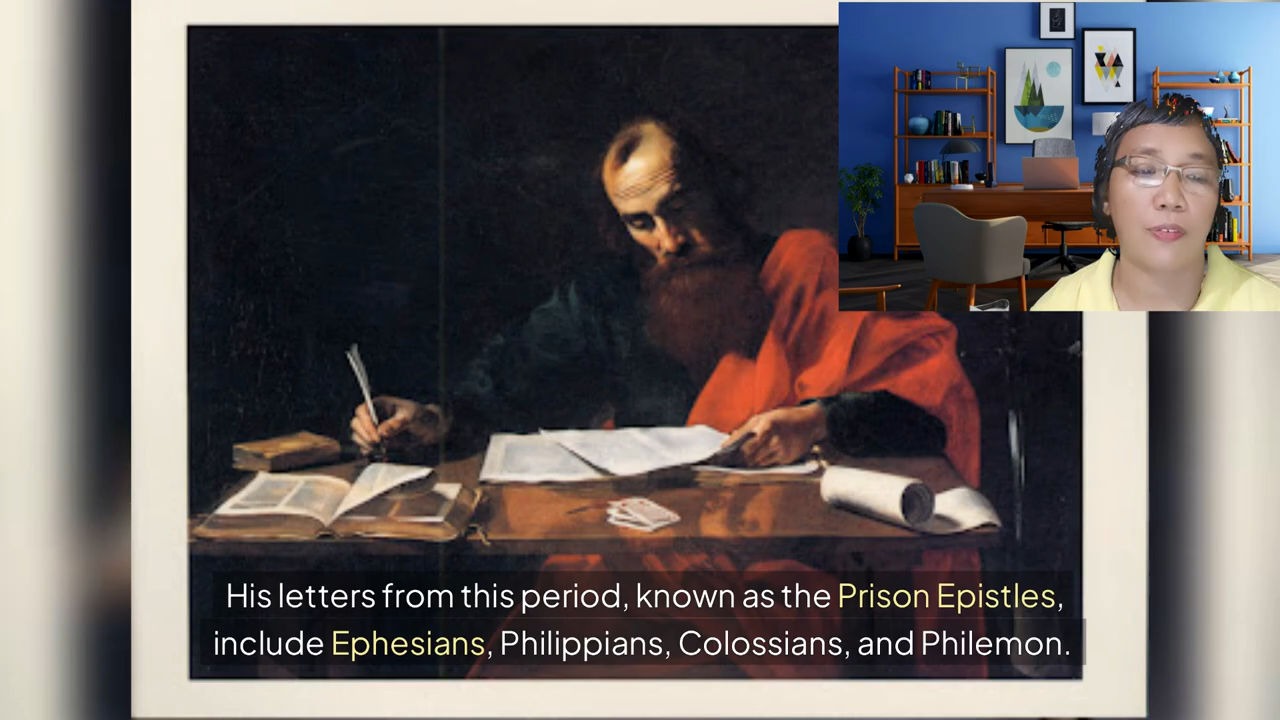 His letters from this period, known as the Prison Epistles,
include Ephesians, Philippians, Colossians, and Philemon.